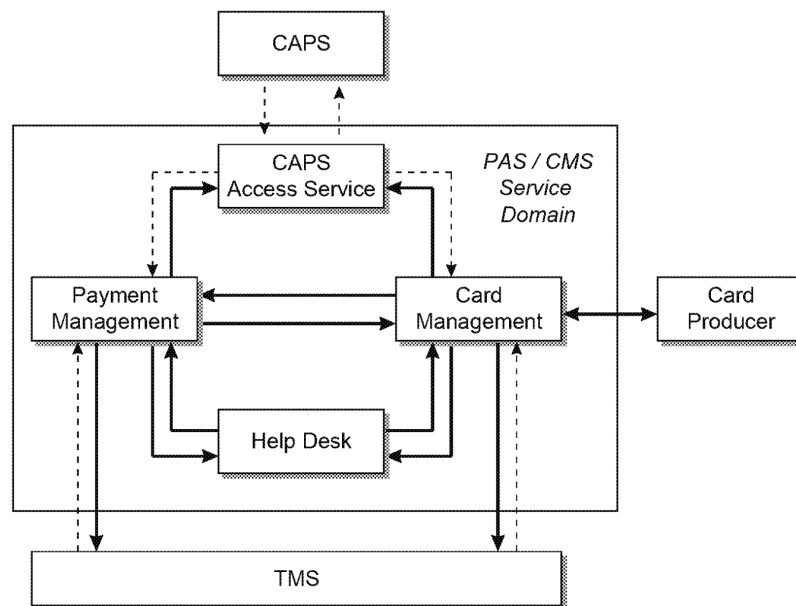 CAPS
CAPS
Access Service
PAS / CMS
Service
Domain
Payment
Management
Card
Management
Card
Producer
Help Desk
TMS